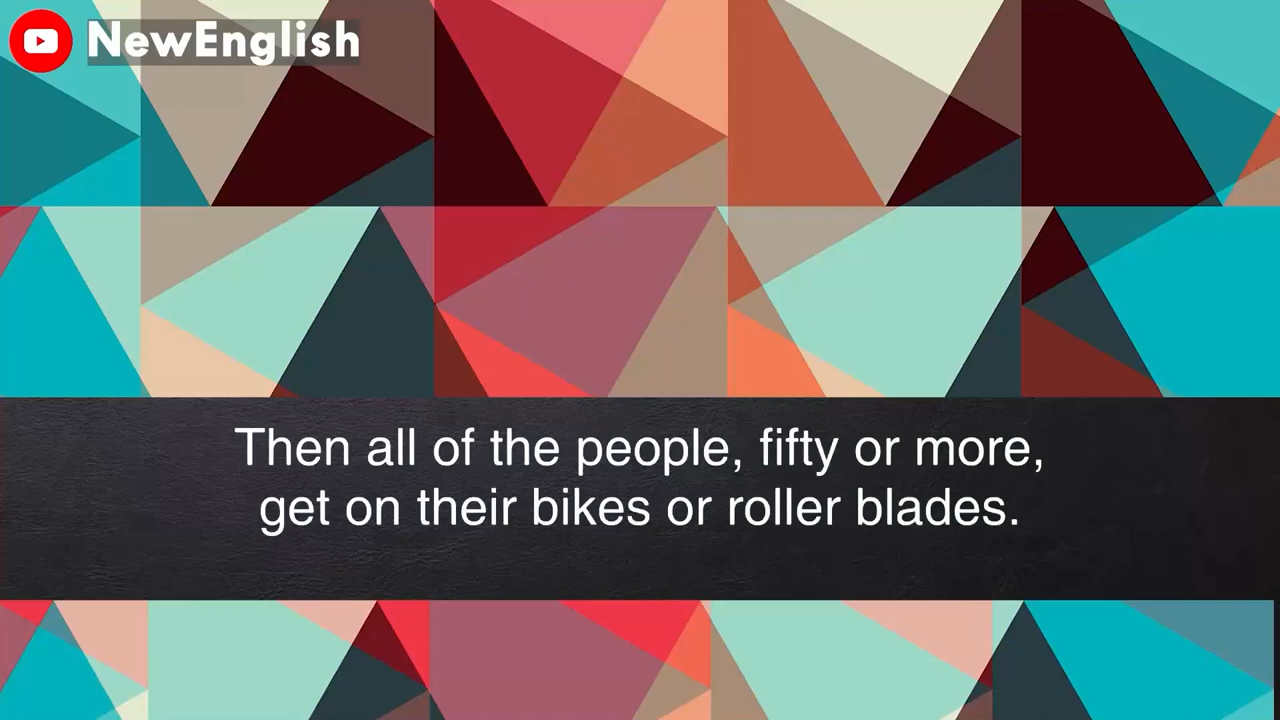 NewEnglish
Then all of the people, fifty or more,
get on their bikes or roller blades.